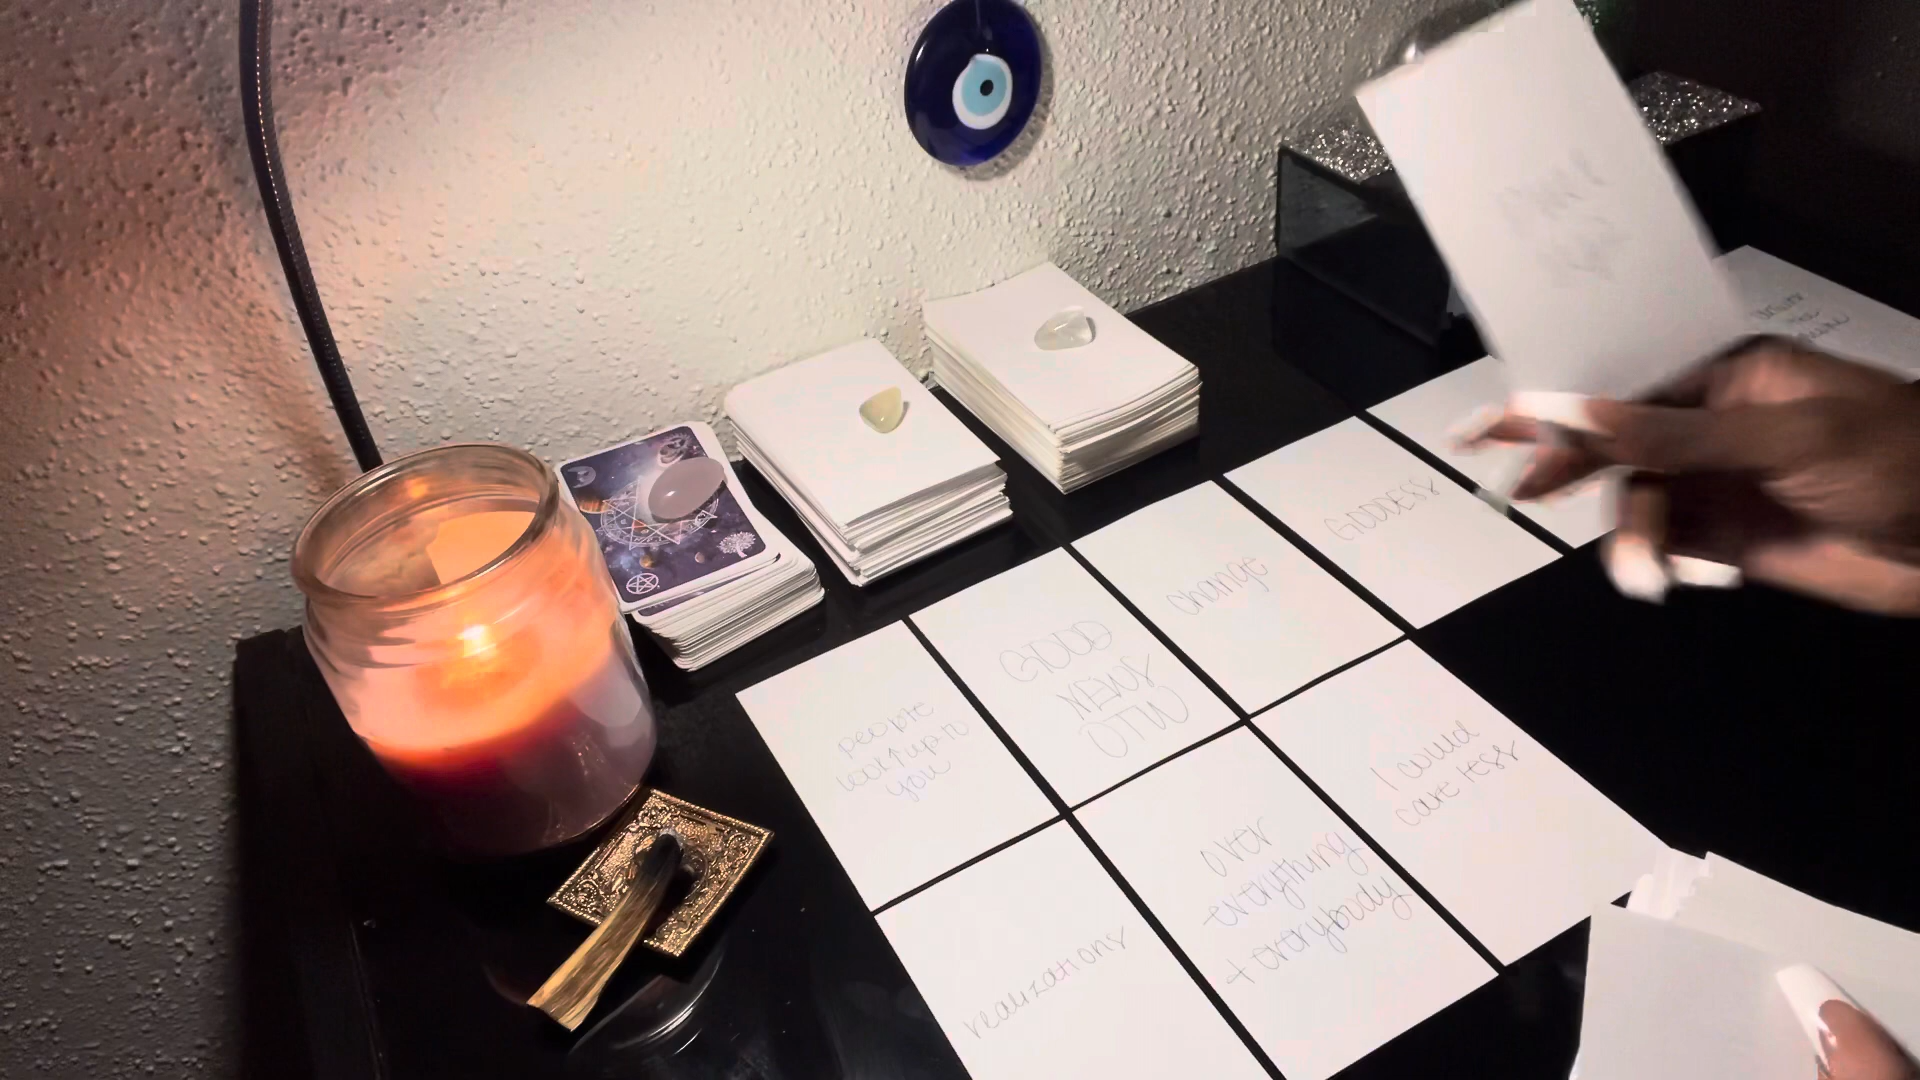 people
look up to
you
GOOD
NEWS
OTW
change
GODDESS
realizations
over
everything
+ everybody
I could
care less